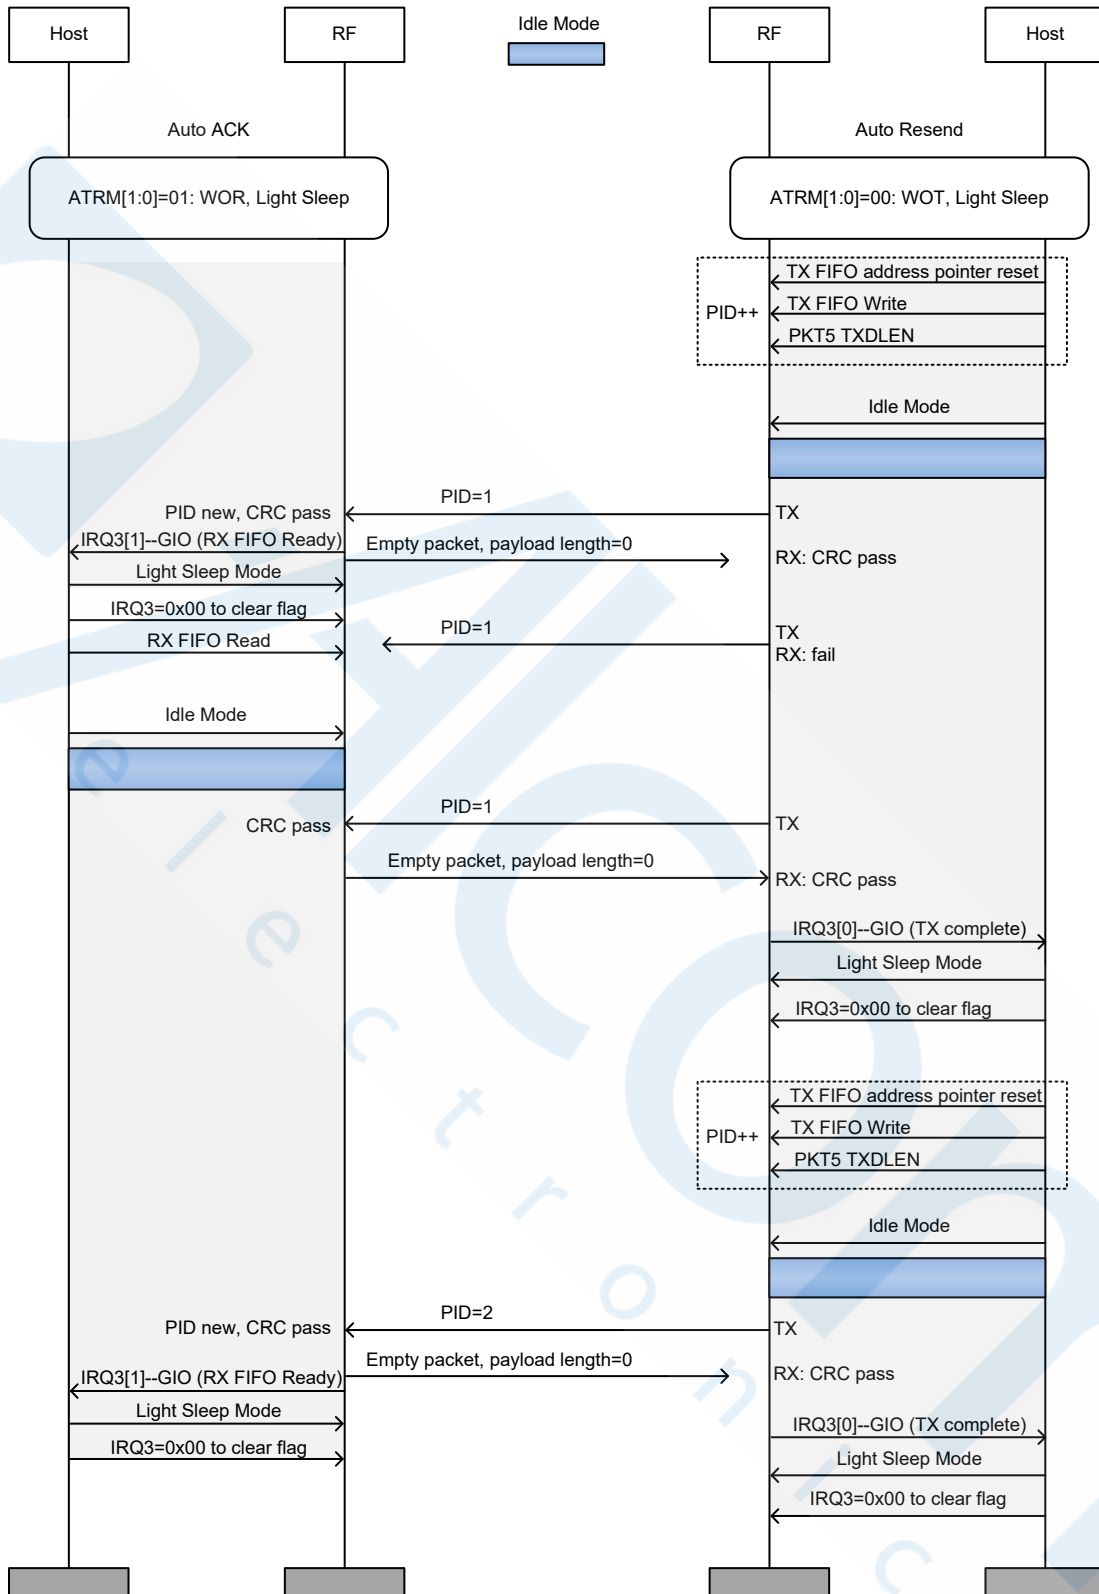 Host
RF
Idle Mode
RF
Host
Auto ACK
Auto Resend
ATRM[1:0]=01: WOR, Light Sleep
ATRM[1:0]=00: WOT, Light Sleep
TX FIFO address pointer reset
PID++
TX FIFO Write
PKT5 TXDLEN
Idle Mode
PID=1
PID new, CRC pass
TX
IRQ3[1]--GIO (RX FIFO Ready)
Empty packet, payload length=0
RX: CRC pass
Light Sleep Mode
IRQ3=0x00 to clear flag
PID=1
TX
RX FIFO Read
RX: fail
Idle Mode
PID=1
CRC pass
TX
Empty packet, payload length=0
RX: CRC pass
IRQ3[0]--GIO (TX complete)
Light Sleep Mode
IRQ3=0x00 to clear flag
TX FIFO address pointer reset
PID++
TX FIFO Write
PKT5 TXDLEN
Idle Mode
PID=2
PID new, CRC pass
TX
Empty packet, payload length=0
IRQ3[1]--GIO (RX FIFO Ready)
RX: CRC pass
Light Sleep Mode
IRQ3[0]--GIO (TX complete)
IRQ3=0x00 to clear flag
Light Sleep Mode
IRQ3=0x00 to clear flag